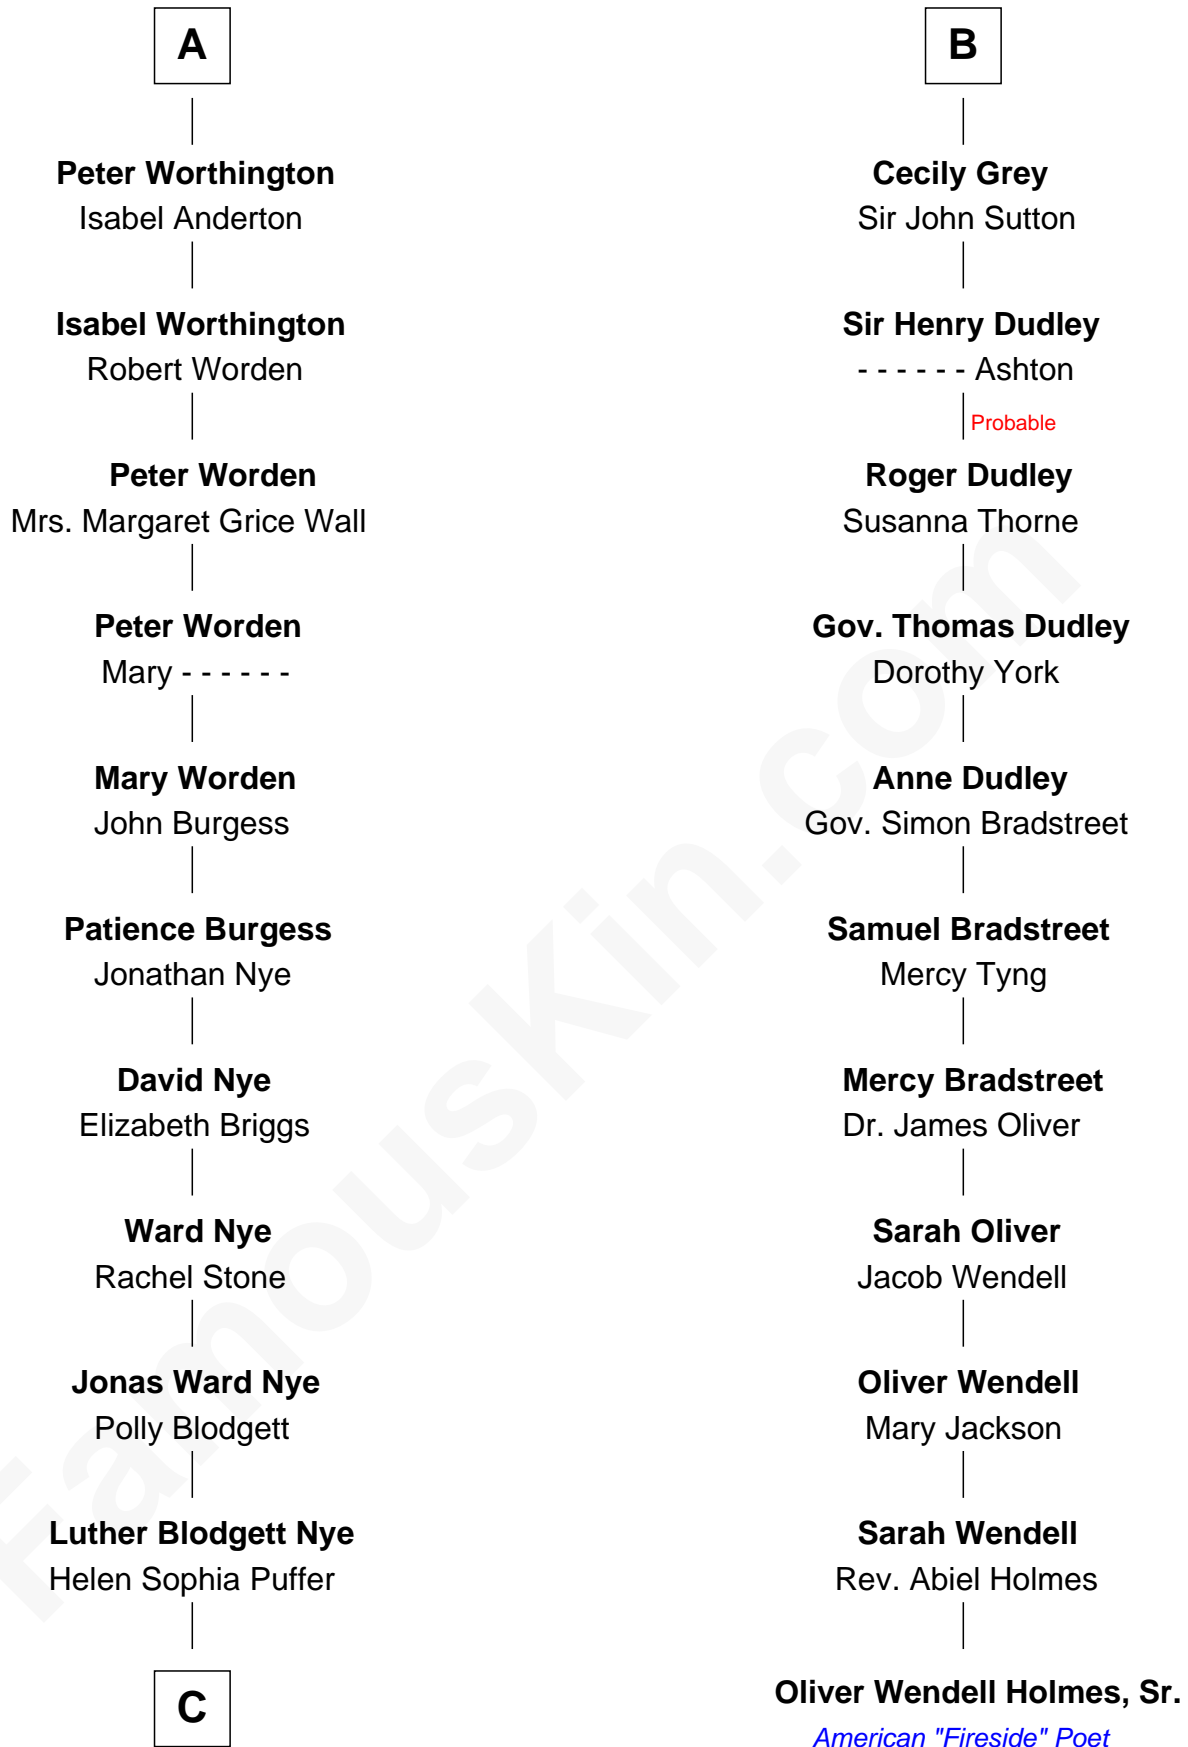 A
Peter Worthington
Isabel Anderton
Isabel Worthington
Robert Worden
Peter Worden
Mrs. Margaret Grice Wall
Peter Worden
Mary - - - - - -
Mary Worden
John Burgess
Patience Burgess
Jonathan Nye
David Nye
Elizabeth Briggs
Ward Nye
Rachel Stone
Jonas Ward Nye
Polly Blodgett
Luther Blodgett Nye
Helen Sophia Puffer
C
B
Cecily Grey
Sir John Sutton
Sir Henry Dudley
- - - - - - Ashton
Probable
Roger Dudley
Susanna Thorne
Gov. Thomas Dudley
Dorothy York
Anne Dudley
Gov. Simon Bradstreet
Samuel Bradstreet
Mercy Tyng
Mercy Bradstreet
Dr. James Oliver
Sarah Oliver
Jacob Wendell
Oliver Wendell
Mary Jackson
Sarah Wendell
Rev. Abiel Holmes
Oliver Wendell Holmes, Sr.
American "Fireside" Poet
FamousKin.com